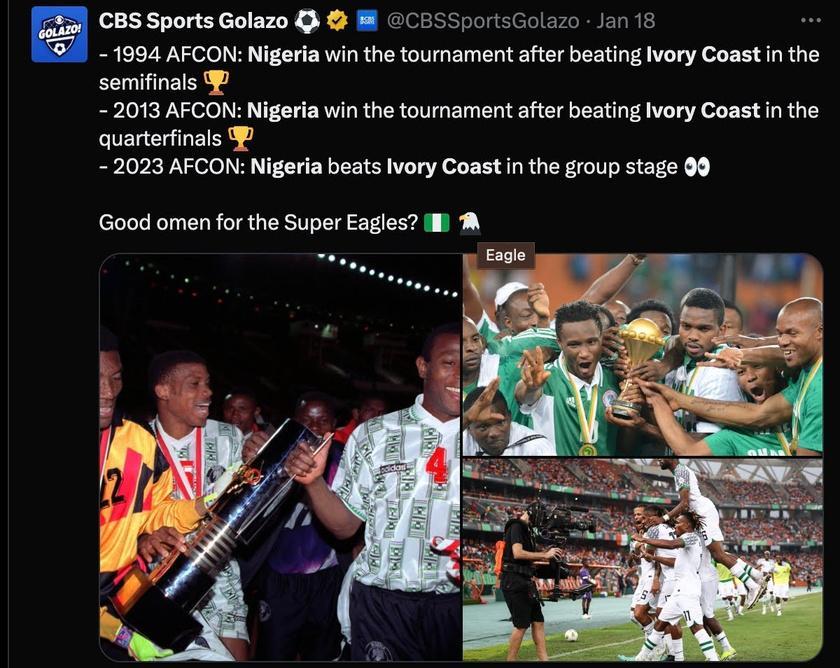 GOLAZO!
CBS Sports Golazo ⚽ CBS SPORTS @CBSSportsGolazo · Jan 18
- 1994 AFCON: Nigeria win the tournament after beating Ivory Coast in the
semifinals 🏆
- 2013 AFCON: Nigeria win the tournament after beating Ivory Coast in the
quarterfinals 🏆
- 2023 AFCON: Nigeria beats Ivory Coast in the group stage 👀
Good omen for the Super Eagles? 🇳🇬 🦅
Eagle
22
adidas
4